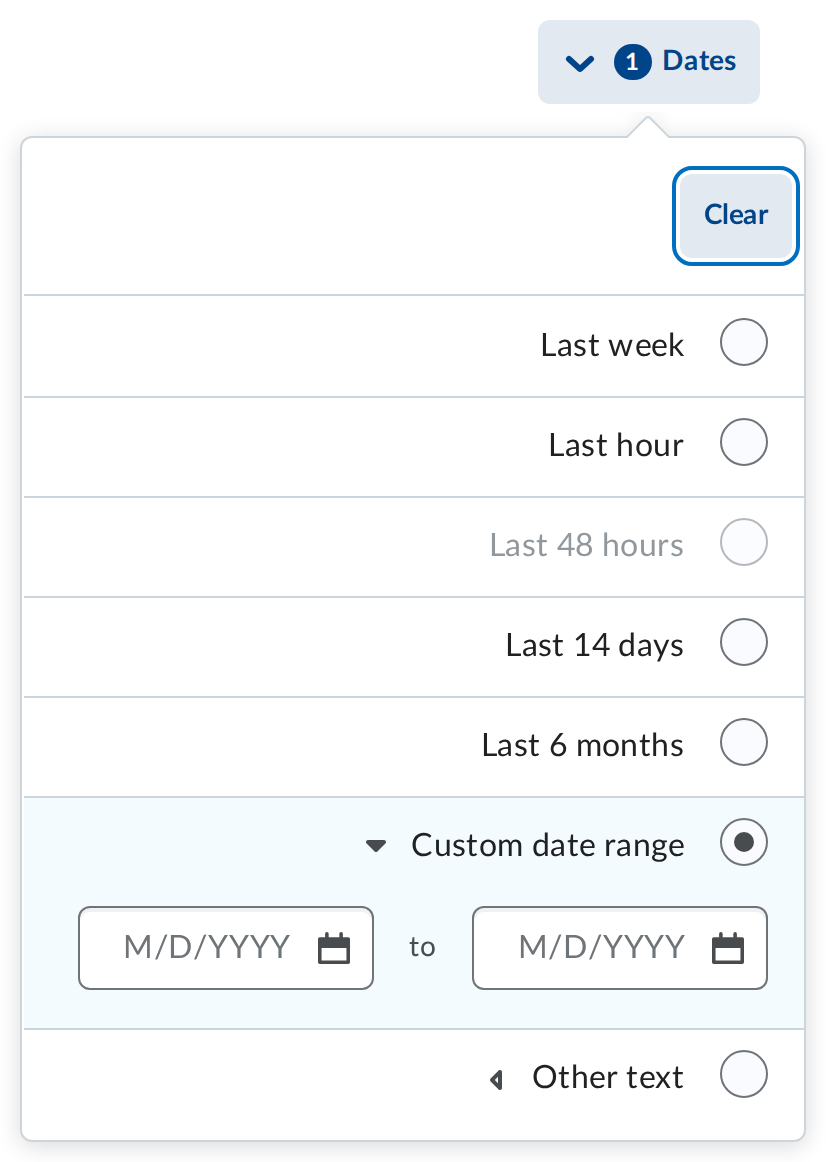 1 Dates
Clear
Last week
Last hour
Last 48 hours
Last 14 days
Last 6 months
Custom date range
M/D/YYYY to M/D/YYYY
Other text